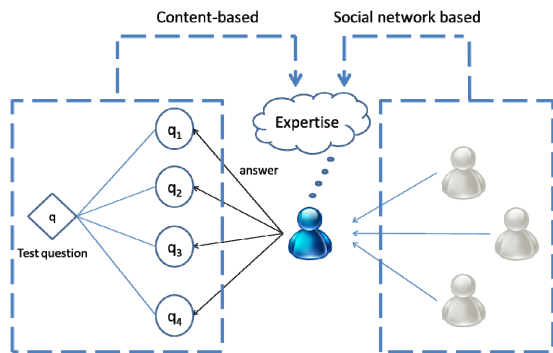 Content-based
Social network based
Expertise
q1
answer
q2
q
Test question
q3
q4